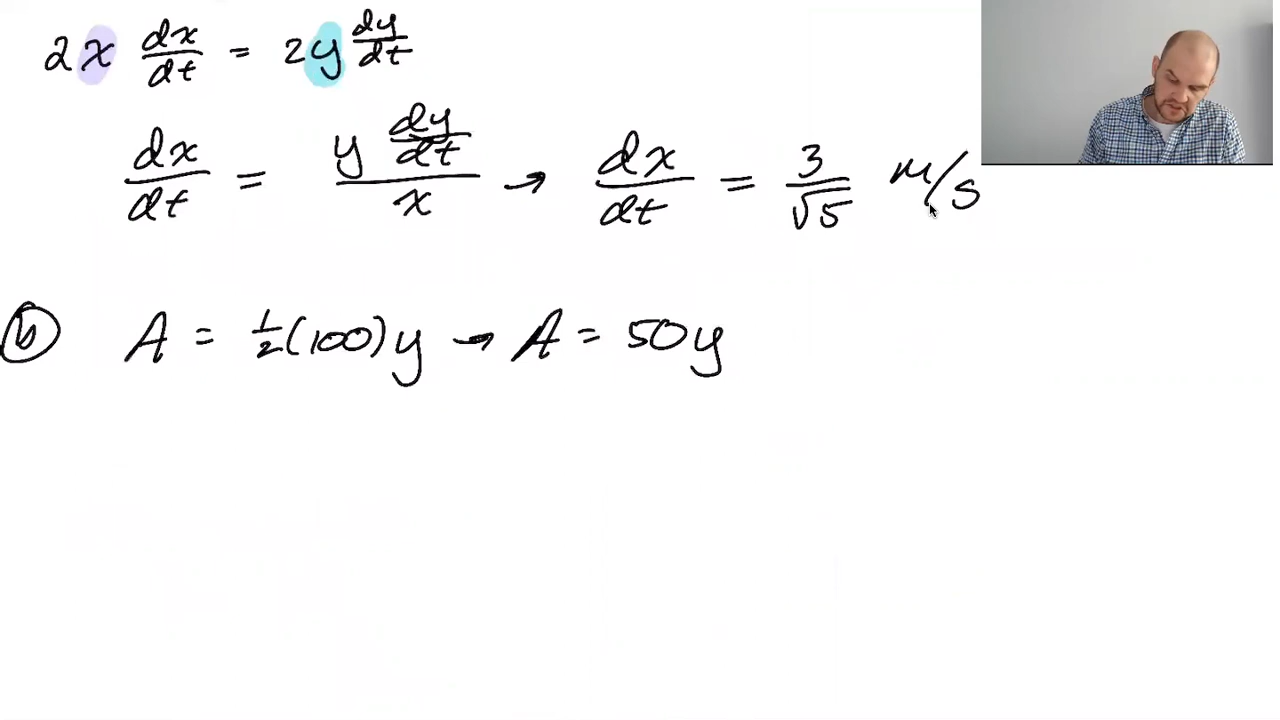 2x dx/dt = 2y dy/dt
dx/dt = (y dy/dt)/x → dx/dt = 3/√5 m/s
ⓑ A = ½(100)y → A = 50y